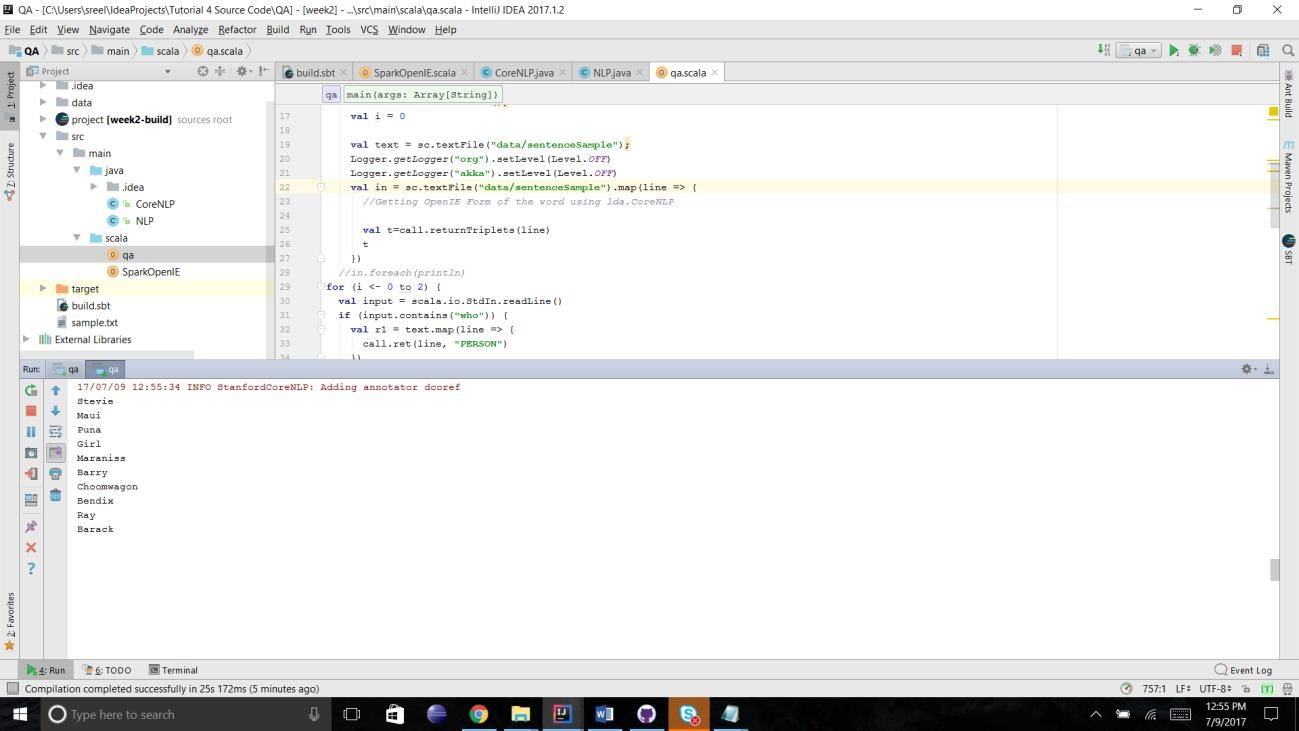 QA - [C:\Users\sreel\IdeaProjects\Tutorial 4 Source Code\QA] - [week2] - ...\src\main\scala\qa.scala - IntelliJ IDEA 2017.1.2
File Edit View Navigate Code Analyze Refactor Build Run Tools VCS Window Help
QA src main scala qa.scala
qa
1: Project
Z: Structure
2: Favorites
Project
.idea
data
project [week2-build] sources root
src
main
java
.idea
CoreNLP
NLP
scala
qa
SparkOpenIE
target
build.sbt
sample.txt
External Libraries
build.sbt SparkOpenIE.scala CoreNLP.java NLP.java qa.scala
qa main(args: Array[String])
17 val i = 0
18
19 val text = sc.textFile("data/sentenceSample");
20 Logger.getLogger("org").setLevel(Level.OFF)
21 Logger.getLogger("akka").setLevel(Level.OFF)
22 val in = sc.textFile("data/sentenceSample").map(line => {
23 //Getting OpenIE Form of the word using lda.CoreNLP
24
25 val t=call.returnTriplets(line)
26 t
27 })
28 //in.foreach(println)
29 for (i <- 0 to 2) {
30 val input = scala.io.StdIn.readLine()
31 if (input.contains("who")) {
32 val r1 = text.map(line => {
33 call.ret(line, "PERSON")
34 })
Ant Build
Maven Projects
SBT
Run: qa qa
17/07/09 12:55:34 INFO StanfordCoreNLP: Adding annotator dcoref
Stevie
Maui
Puna
Girl
Maraniss
Barry
Choomwagon
Bendix
Ray
Barack
4: Run 6: TODO Terminal Event Log
Compilation completed successfully in 25s 172ms (5 minutes ago) 757:1 LF UTF-8 [T]
Type here to search
12:55 PM
7/9/2017